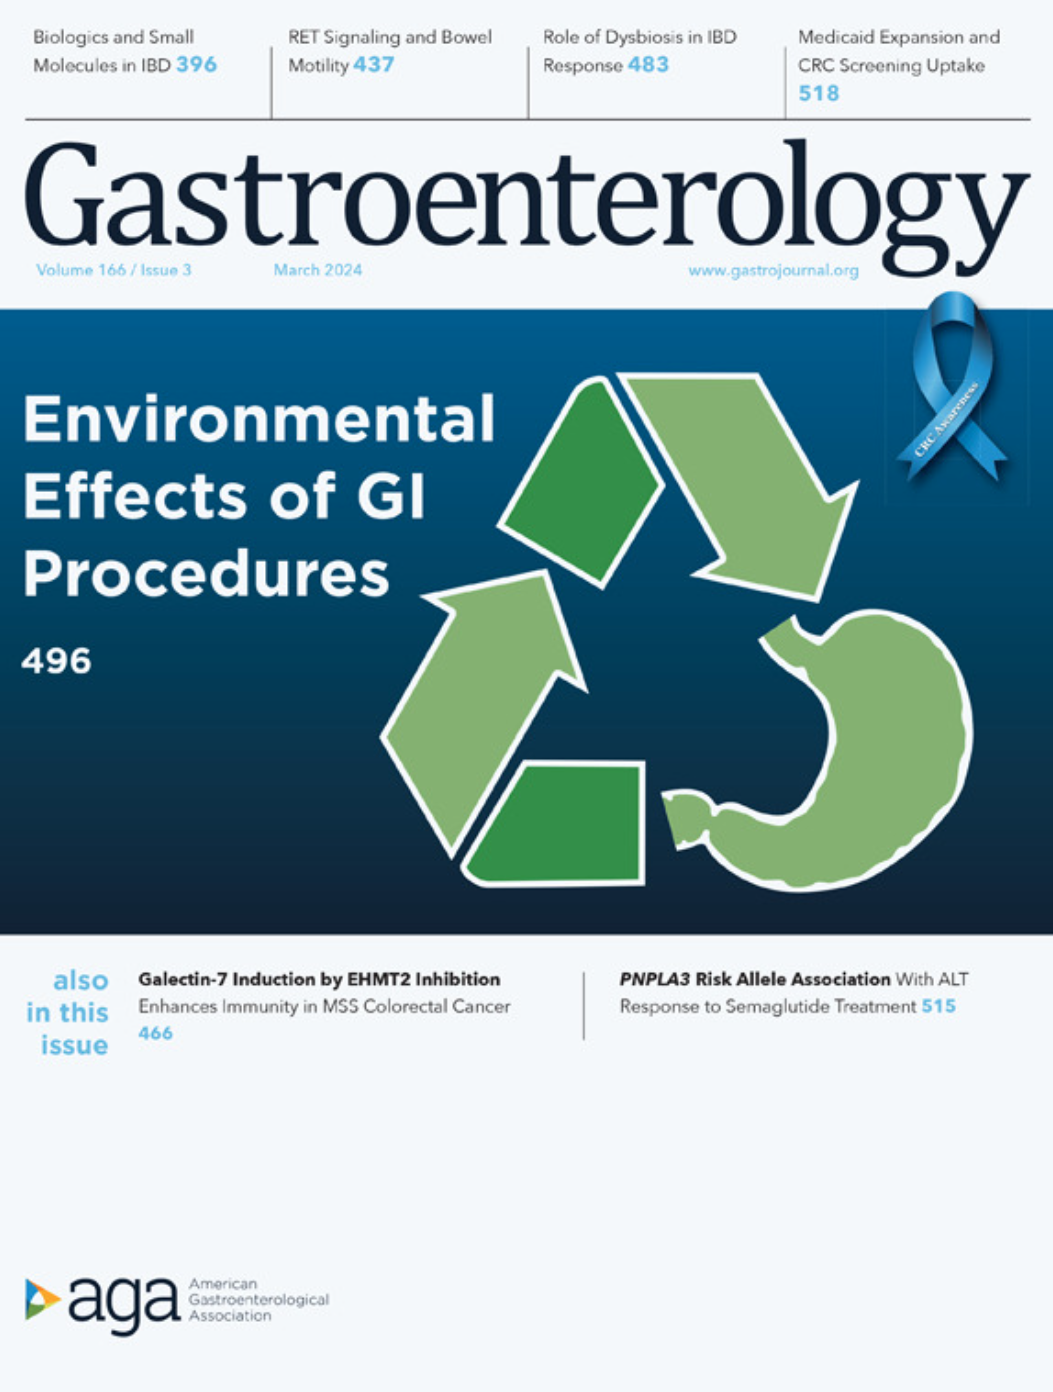 Biologics and Small
Molecules in IBD 396
RET Signaling and Bowel
Motility 437
Role of Dysbiosis in IBD
Response 483
Medicaid Expansion and
CRC Screening Uptake
518
Gastroenterology
Volume 166 / Issue 3
March 2024
www.gastrojournal.org
CRC Awareness
Environmental
Effects of GI
Procedures
496
also
in this
issue
Galectin-7 Induction by EHMT2 Inhibition
Enhances Immunity in MSS Colorectal Cancer
466
PNPLA3 Risk Allele Association With ALT
Response to Semaglutide Treatment 515
aga
American
Gastroenterological
Association